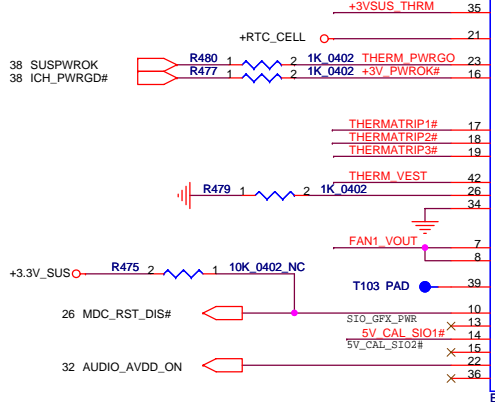 +3VSUS_THRM 35
+RTC_CELL 21
38 SUSPWROK R480 1 2 1K_0402 THERM_PWRGO 23
38 ICH_PWRGD# R477 1 2 1K_0402 +3V_PWROK# 16
THERMATRIP1# 17
THERMATRIP2# 18
THERMATRIP3# 19
THERM_VEST 42
R479 1 2 1K_0402 26
34
FAN1_VOUT 7
8
T103 PAD 39
+3.3V_SUS R475 2 1 10K_0402_NC
26 MDC_RST_DIS# 10
SIO_GFX_PWR 13
5V_CAL_SIO1# 14
5V_CAL_SIO2# 15
32 AUDIO_AVDD_ON 22
36